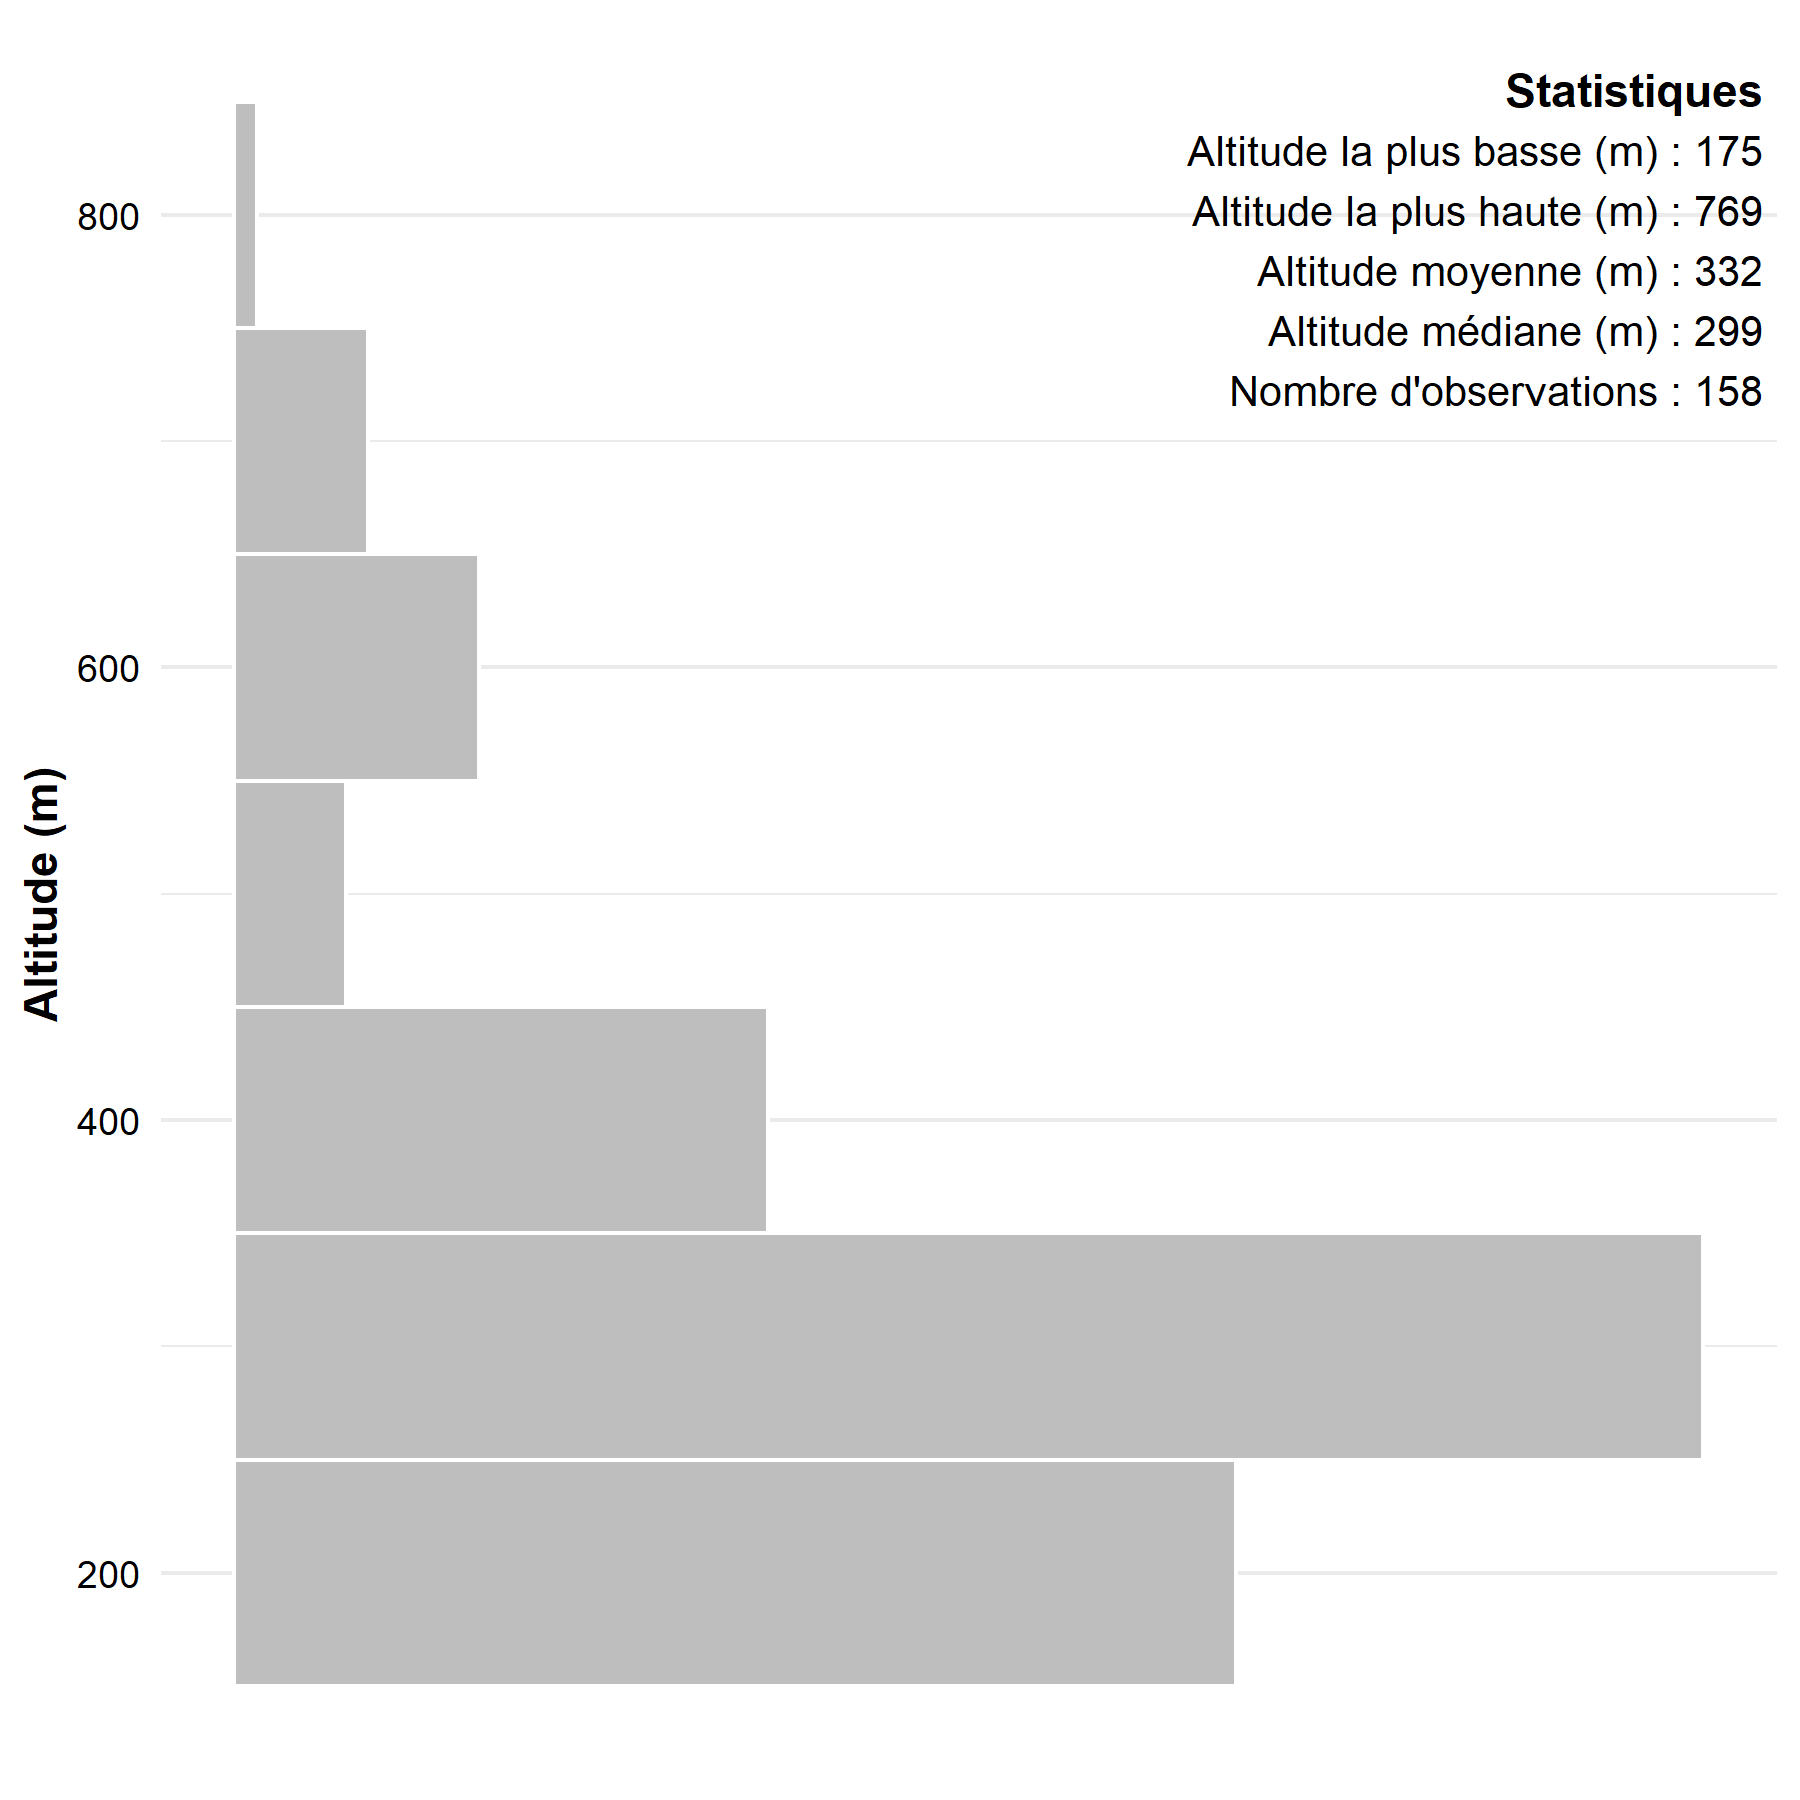 Statistiques
Altitude la plus basse (m) : 175
Altitude la plus haute (m) : 769
Altitude moyenne (m) : 332
Altitude médiane (m) : 299
Nombre d'observations : 158
800
600
400
200
Altitude (m)